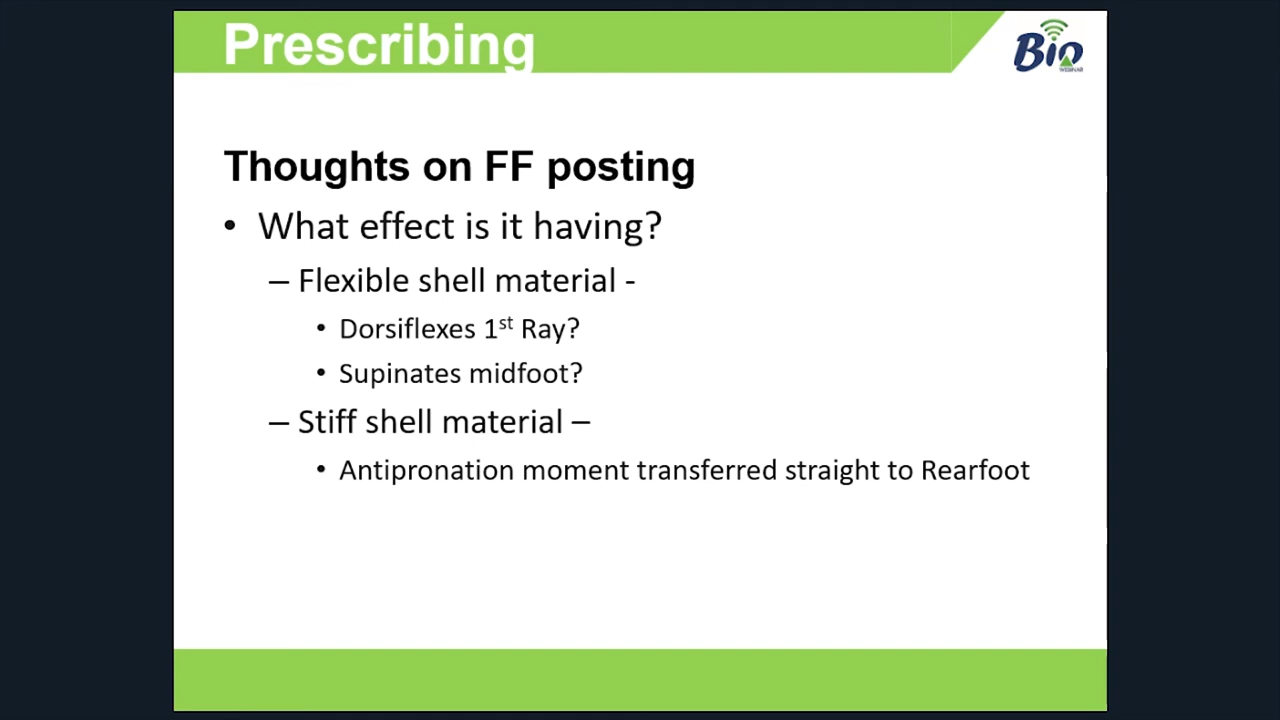 Prescribing
Bio
WEBINAR
Thoughts on FF posting
• What effect is it having?
– Flexible shell material -
• Dorsiflexes 1st Ray?
• Supinates midfoot?
– Stiff shell material –
• Antipronation moment transferred straight to Rearfoot